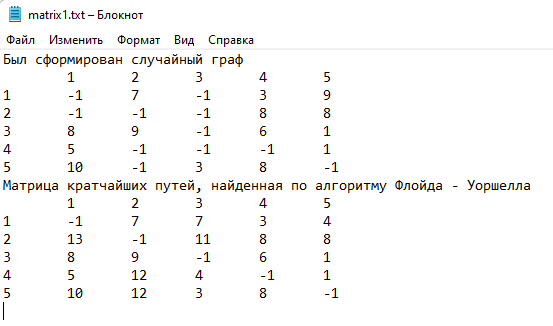 matrix1.txt – Блокнот
Файл Изменить Формат Вид Справка
Был сформирован случайный граф
1 2 3 4 5
1 -1 7 -1 3 9
2 -1 -1 -1 8 8
3 8 9 -1 6 1
4 5 -1 -1 -1 1
5 10 -1 3 8 -1
Матрица кратчайших путей, найденная по алгоритму Флойда - Уоршелла
1 2 3 4 5
1 -1 7 7 3 4
2 13 -1 11 8 8
3 8 9 -1 6 1
4 5 12 4 -1 1
5 10 12 3 8 -1